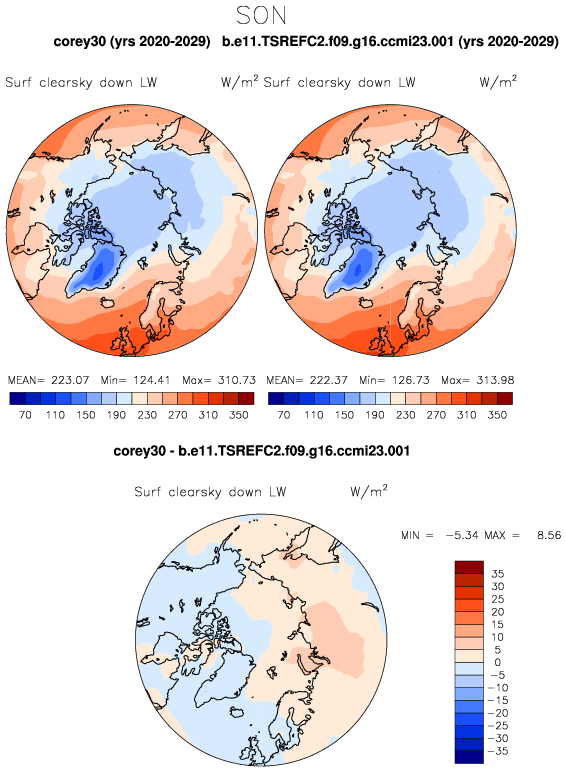 SON
corey30 (yrs 2020-2029) b.e11.TSREFC2.f09.g16.ccmi23.001 (yrs 2020-2029)
Surf clearsky down LW W/m² Surf clearsky down LW W/m²
MEAN= 223.07 Min= 124.41 Max= 310.73 MEAN= 222.37 Min= 126.73 Max= 313.98
70 110 150 190 230 270 310 350 70 110 150 190 230 270 310 350
corey30 - b.e11.TSREFC2.f09.g16.ccmi23.001
Surf clearsky down LW W/m²
MIN = -5.34 MAX = 8.56
35
30
25
20
15
10
5
0
-5
-10
-15
-20
-25
-30
-35